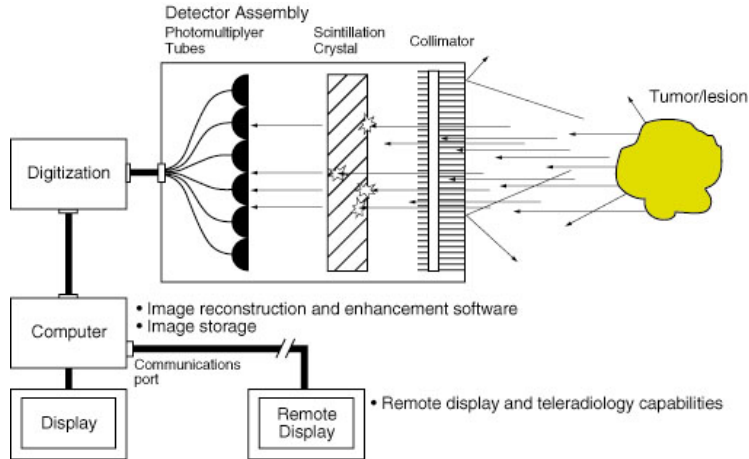 Detector Assembly
Photomultiplyer
Tubes
Scintillation
Crystal
Collimator
Tumor/lesion
Digitization
• Image reconstruction and enhancement software
• Image storage
Computer
Communications
port
Display
Remote
Display
• Remote display and teleradiology capabilities